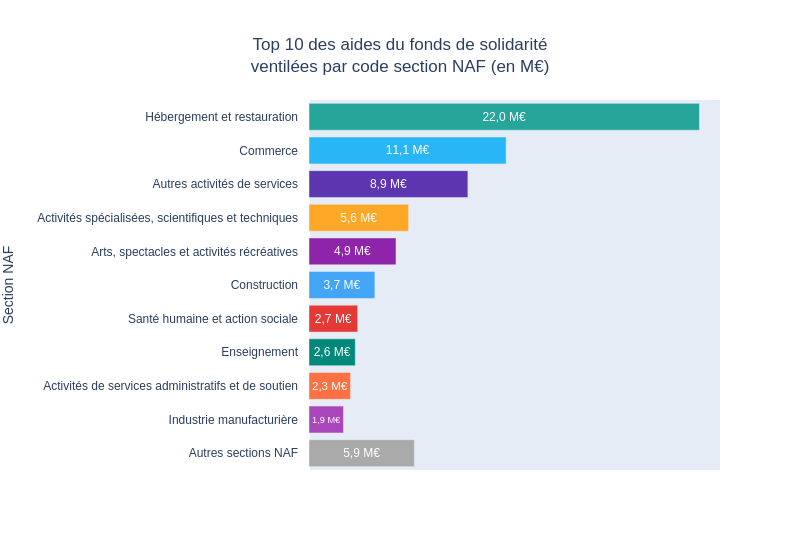 Top 10 des aides du fonds de solidarité
ventilées par code section NAF (en M€)
Section NAF
Hébergement et restauration 22,0 M€
Commerce 11,1 M€
Autres activités de services 8,9 M€
Activités spécialisées, scientifiques et techniques 5,6 M€
Arts, spectacles et activités récréatives 4,9 M€
Construction 3,7 M€
Santé humaine et action sociale 2,7 M€
Enseignement 2,6 M€
Activités de services administratifs et de soutien 2,3 M€
Industrie manufacturière 1,9 M€
Autres sections NAF 5,9 M€